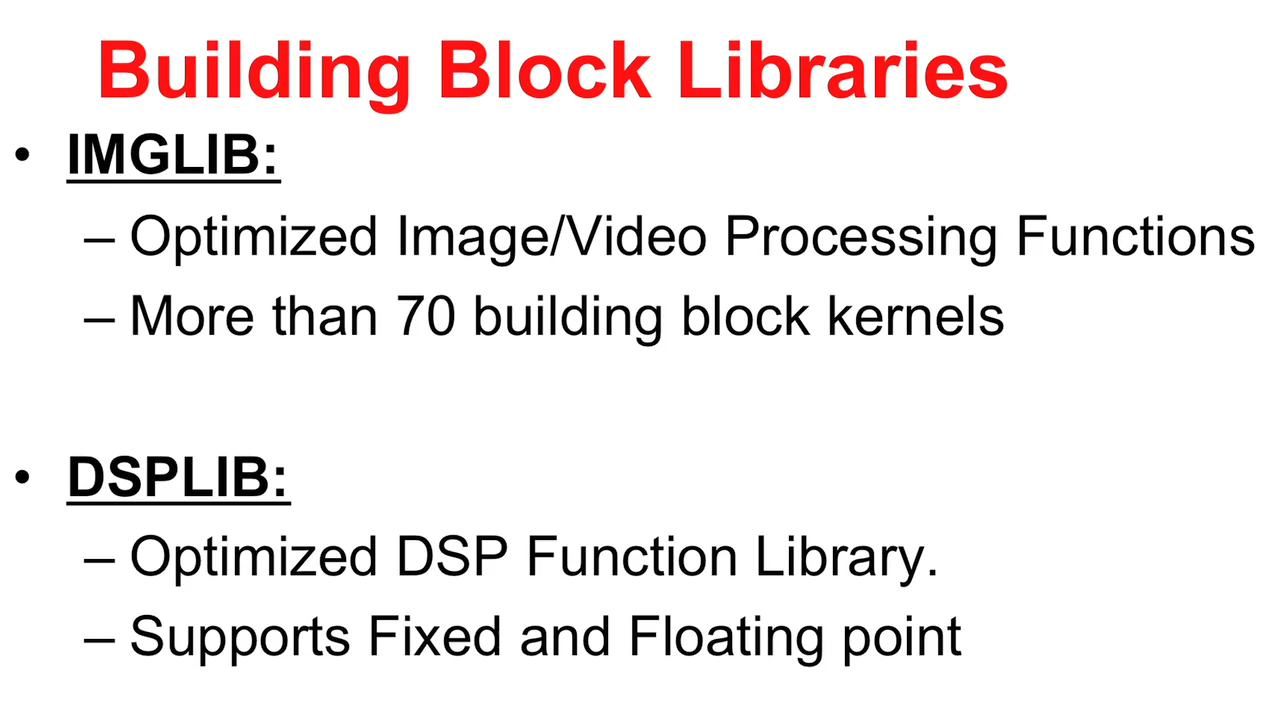 Building Block Libraries
• IMGLIB:
– Optimized Image/Video Processing Functions
– More than 70 building block kernels
• DSPLIB:
– Optimized DSP Function Library.
– Supports Fixed and Floating point